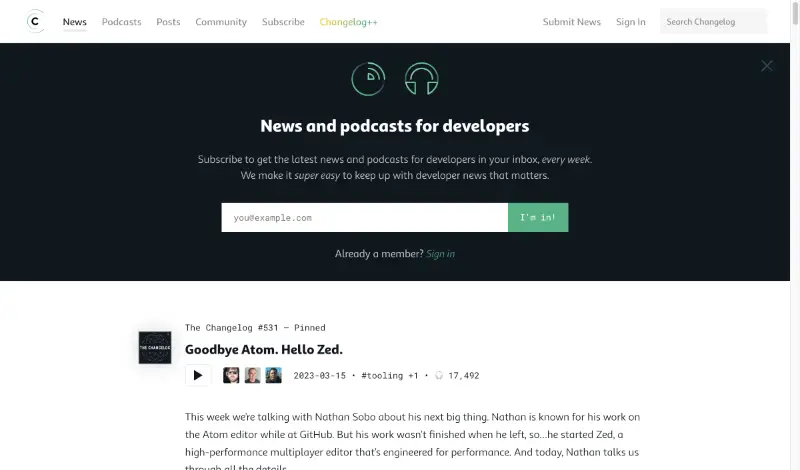 C News Podcasts Posts Community Subscribe Changelog++ Submit News Sign In Search Changelog
News and podcasts for developers
Subscribe to get the latest news and podcasts for developers in your inbox, every week.
We make it super easy to keep up with developer news that matters.
you@example.com I'm in!
Already a member? Sign in
The Changelog #531 — Pinned
THE CHANGELOG
Goodbye Atom. Hello Zed.
2023-03-15 • #tooling +1 • 17,492
This week we're talking with Nathan Sobo about his next big thing. Nathan is known for his work on
the Atom editor while at GitHub. But his work wasn't finished when he left, so…he started Zed, a
high-performance multiplayer editor that's engineered for performance. And today, Nathan talks us
through all the details.